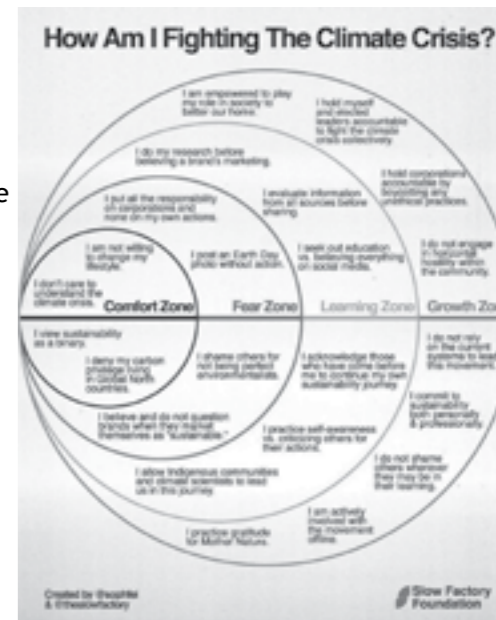 How Am I Fighting The Climate Crisis?
I am empowered to play
my role in society to
better our home.
I hold myself
and elected
leaders accountable
to fight the climate
crisis collectively.
I do my research before
believing a brand's marketing.
I hold corporations
accountable by
boycotting any
unethical practices.
e
I put all the responsibility
on corporations and
none on my own actions.
I evaluate information
from all sources before
sharing.
I am not willing
to change my
lifestyle.
I post an Earth Day
photo without action.
I seek out education
vs. believing everything
on social media.
I do not engage
in horizontal
hostility within
the community.
I don't care to
understand the
climate crisis.
Comfort Zone
Fear Zone
Learning Zone
Growth Zo
I view sustainability
as a binary.
I deny my carbon
privilege living
in Global North
countries.
I shame others for
not being perfect
environmentalists.
I acknowledge those
who have come before
me to continue my own
sustainability journey.
I do not rely
on the current
systems to lead
this movement.
I believe and do not question
brands when they market
themselves as "sustainable."
I practice self-awareness
vs. criticizing others for
their actions.
I commit to
sustainability
both personally
& professionally.
I allow Indigenous communities
and climate scientists to lead
us in this journey.
I do not shame
others wherever
they may be in
their learning.
I practice gratitude
for Mother Nature.
I am actively
involved with
the movement
offline.
Created by
& @theslowfactory
Slow Factory
Foundation